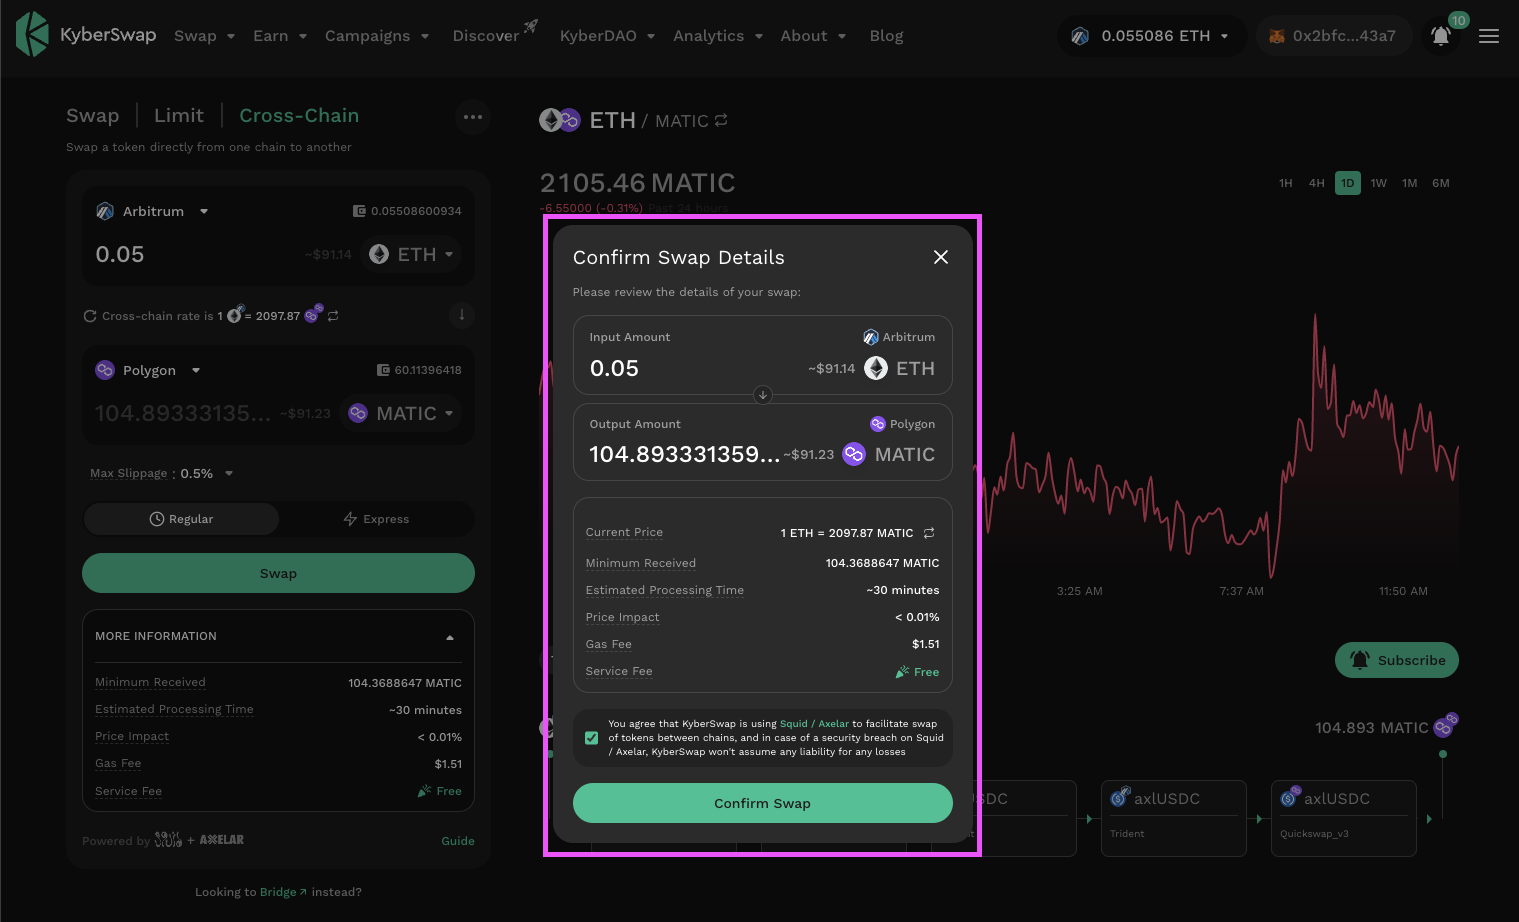 KyberSwap
Swap
Earn
Campaigns
Discover
KyberDAO
Analytics
About
Blog
0.055086 ETH
0x2bfc...43a7
10
Swap
Limit
Cross-Chain
Swap a token directly from one chain to another
Arbitrum
0.05508600934
0.05
~$91.14
ETH
Cross-chain rate is 1 = 2097.87
Polygon
60.11396418
104.89333135...
~$91.23
MATIC
Max Slippage : 0.5%
Regular
Express
Swap
MORE INFORMATION
Minimum Received
104.3688647 MATIC
Estimated Processing Time
~30 minutes
Price Impact
< 0.01%
Gas Fee
$1.51
Service Fee
Free
Powered by
+ AXELAR
Guide
Looking to Bridge ↗ instead?
ETH / MATIC
2105.46 MATIC
-6.55000 (-0.31%) Past 24 hours
1H
4H
1D
1W
1M
6M
Confirm Swap Details
Please review the details of your swap:
Input Amount
Arbitrum
0.05
~$91.14
ETH
Output Amount
Polygon
104.893331359...
~$91.23
MATIC
Current Price
1 ETH = 2097.87 MATIC
Minimum Received
104.3688647 MATIC
Estimated Processing Time
~30 minutes
Price Impact
< 0.01%
Gas Fee
$1.51
Service Fee
Free
You agree that KyberSwap is using Squid / Axelar to facilitate swap
of tokens between chains, and in case of a security breach on Squid
/ Axelar, KyberSwap won't assume any liability for any losses
Confirm Swap
3:25 AM
7:37 AM
11:50 AM
Subscribe
104.893 MATIC
axlUSDC
Trident
axlUSDC
Quickswap_v3